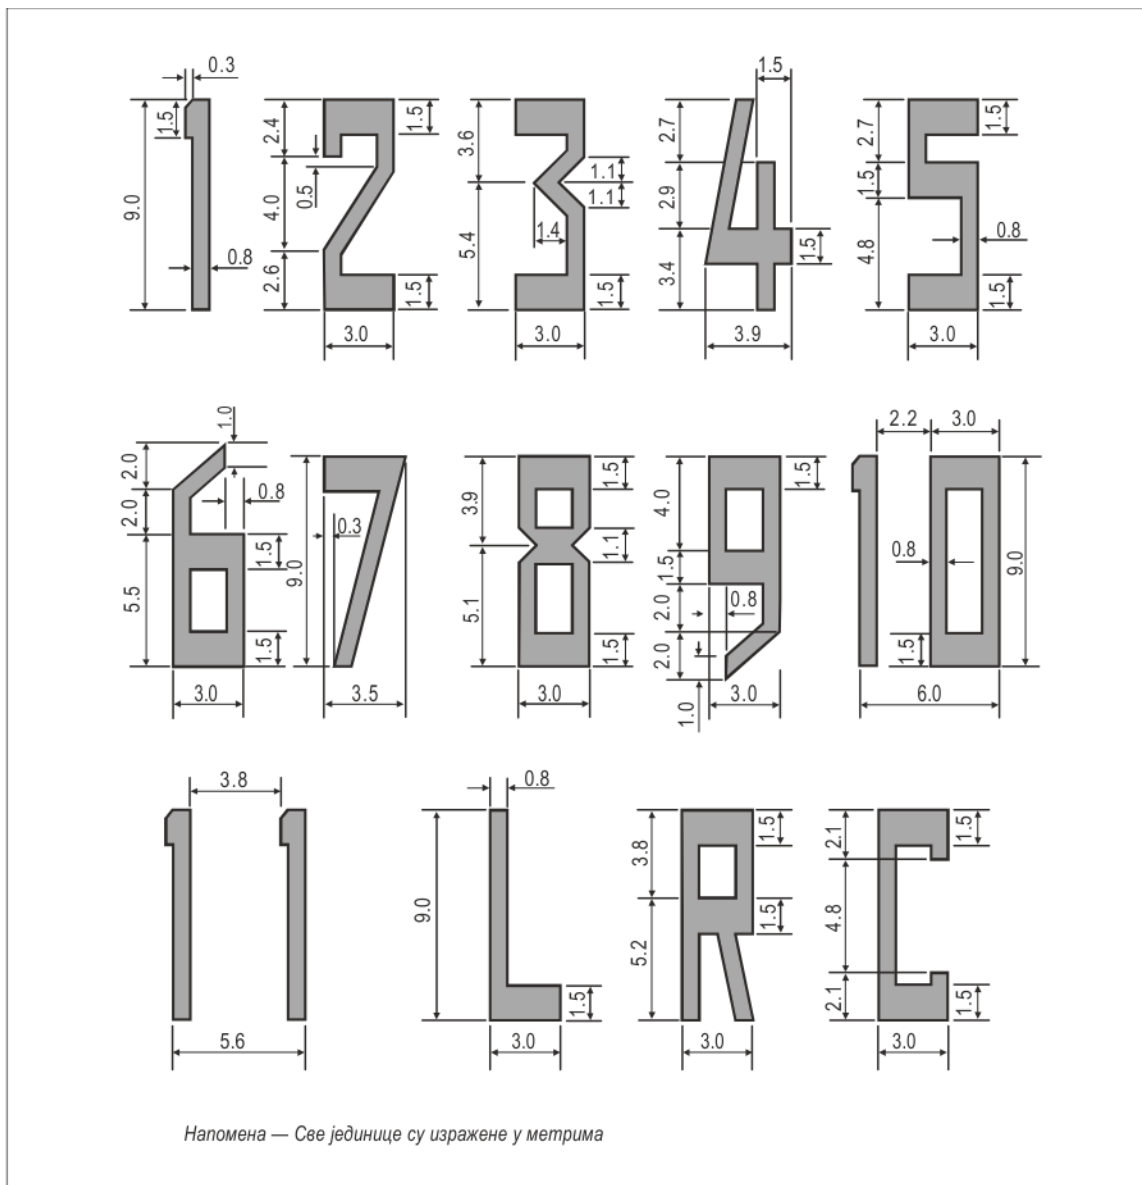 0.3 1.5 9.0 0.8
2.4 1.5 0.5 4.0 2.6 1.5 3.0
3.6 1.1 1.1 1.4 5.4 1.5 3.0
1.5 2.7 2.9 1.5 3.4 3.9
2.7 1.5 1.5 0.8 4.8 1.5 3.0
1.0 2.0 2.0 0.8 1.5 5.5 1.5 3.0
0.3 9.0 3.5
1.5 3.9 1.1 5.1 1.5 3.0
1.5 4.0 1.5 0.8 2.0 2.0 1.0 3.0
2.2 3.0 0.8 9.0 1.5 6.0
3.8 5.6
0.8 9.0 1.5 3.0
1.5 3.8 1.5 5.2 3.0
2.1 1.5 4.8 2.1 1.5 3.0
Напомена — Све јединице су изражене у метрима